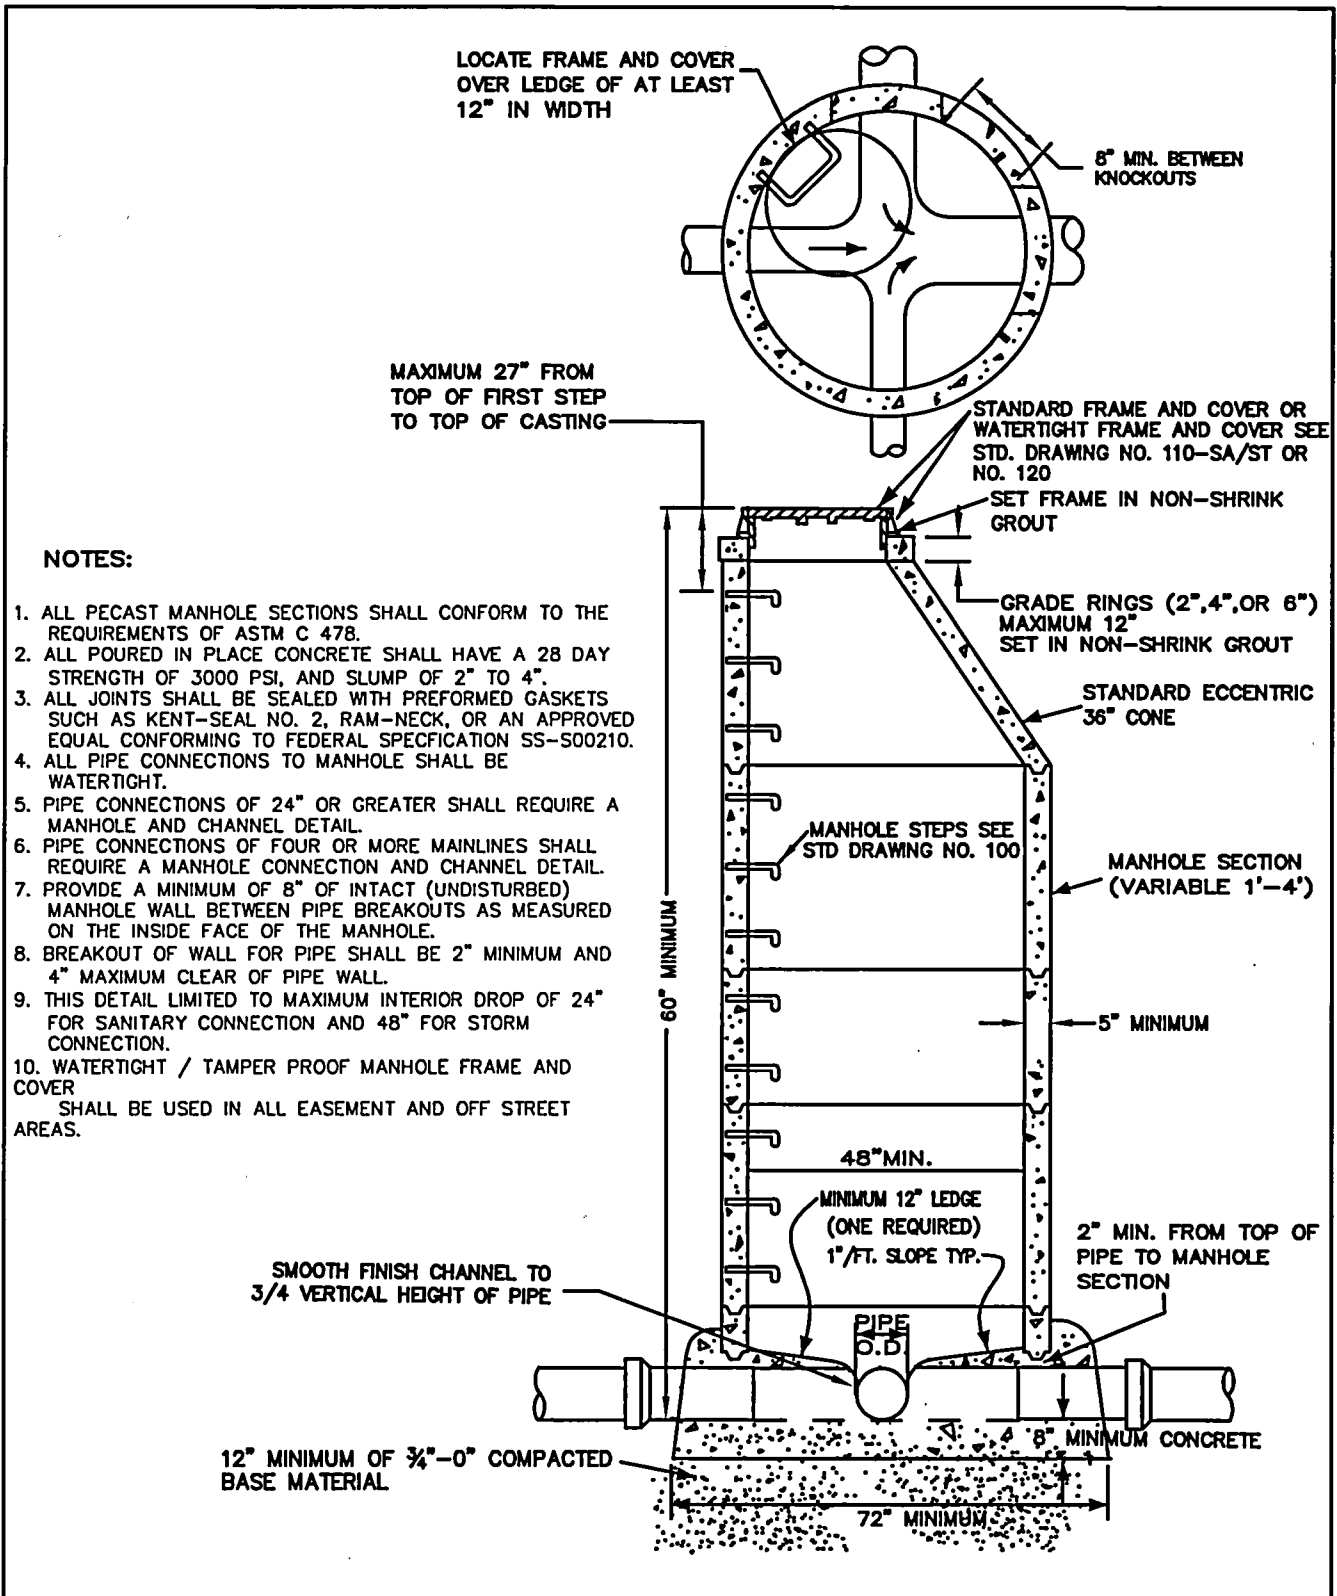 LOCATE FRAME AND COVER
OVER LEDGE OF AT LEAST
12" IN WIDTH
8" MIN. BETWEEN
KNOCKOUTS
MAXIMUM 27" FROM
TOP OF FIRST STEP
TO TOP OF CASTING
STANDARD FRAME AND COVER OR
WATERTIGHT FRAME AND COVER SEE
STD. DRAWING NO. 110-SA/ST OR
NO. 120
SET FRAME IN NON-SHRINK
GROUT
GRADE RINGS (2",4",OR 6")
MAXIMUM 12"
SET IN NON-SHRINK GROUT
STANDARD ECCENTRIC
36" CONE
NOTES:
1. ALL PECAST MANHOLE SECTIONS SHALL CONFORM TO THE
REQUIREMENTS OF ASTM C 478.
2. ALL POURED IN PLACE CONCRETE SHALL HAVE A 28 DAY
STRENGTH OF 3000 PSI, AND SLUMP OF 2" TO 4".
3. ALL JOINTS SHALL BE SEALED WITH PREFORMED GASKETS
SUCH AS KENT-SEAL NO. 2, RAM-NECK, OR AN APPROVED
EQUAL CONFORMING TO FEDERAL SPECFICATION SS-S00210.
4. ALL PIPE CONNECTIONS TO MANHOLE SHALL BE
WATERTIGHT.
5. PIPE CONNECTIONS OF 24" OR GREATER SHALL REQUIRE A
MANHOLE AND CHANNEL DETAIL.
6. PIPE CONNECTIONS OF FOUR OR MORE MAINLINES SHALL
REQUIRE A MANHOLE CONNECTION AND CHANNEL DETAIL.
7. PROVIDE A MINIMUM OF 8" OF INTACT (UNDISTURBED)
MANHOLE WALL BETWEEN PIPE BREAKOUTS AS MEASURED
ON THE INSIDE FACE OF THE MANHOLE.
8. BREAKOUT OF WALL FOR PIPE SHALL BE 2" MINIMUM AND
4" MAXIMUM CLEAR OF PIPE WALL.
9. THIS DETAIL LIMITED TO MAXIMUM INTERIOR DROP OF 24"
FOR SANITARY CONNECTION AND 48" FOR STORM
CONNECTION.
10. WATERTIGHT / TAMPER PROOF MANHOLE FRAME AND
COVER
SHALL BE USED IN ALL EASEMENT AND OFF STREET
AREAS.
MANHOLE STEPS SEE
STD DRAWING NO. 100
MANHOLE SECTION
(VARIABLE 1'-4')
60" MINIMUM
5" MINIMUM
48"MIN.
MINIMUM 12" LEDGE
(ONE REQUIRED)
1"/FT. SLOPE TYP.
2" MIN. FROM TOP OF
PIPE TO MANHOLE
SECTION
SMOOTH FINISH CHANNEL TO
3/4 VERTICAL HEIGHT OF PIPE
PIPE
O.D.
8" MINIMUM CONCRETE
12" MINIMUM OF ¾"-0" COMPACTED
BASE MATERIAL
72" MINIMUM